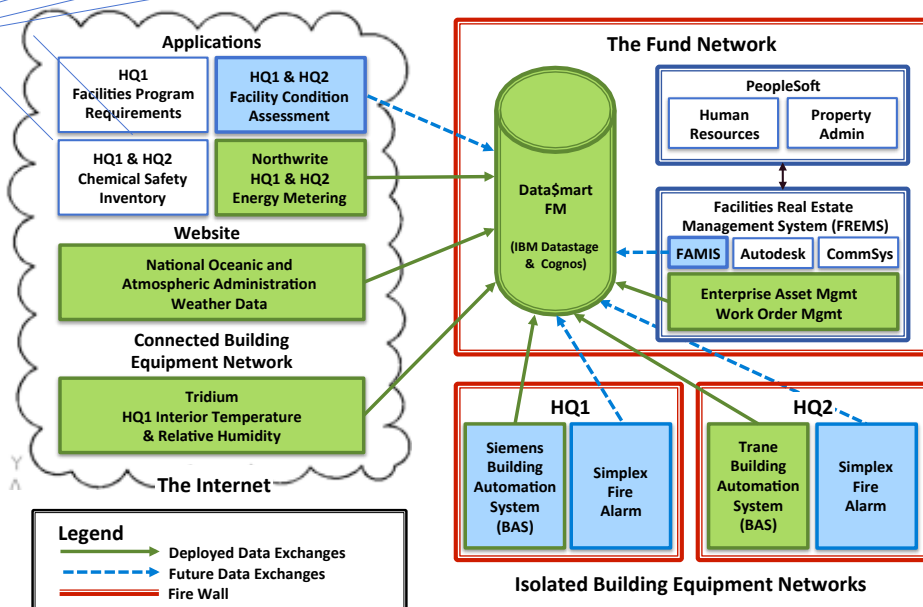 Applications
HQ1
Facilities Program
Requirements
HQ1 & HQ2
Facility Condition
Assessment
HQ1 & HQ2
Chemical Safety
Inventory
Northwrite
HQ1 & HQ2
Energy Metering
Website
National Oceanic and
Atmospheric Administration
Weather Data
Connected Building
Equipment Network
Tridium
HQ1 Interior Temperature
& Relative Humidity
The Internet
Y
Legend
Deployed Data Exchanges
Future Data Exchanges
Fire Wall
The Fund Network
Data$mart
FM
(IBM Datastage
& Cognos)
PeopleSoft
Human
Resources
Property
Admin
Facilities Real Estate
Management System (FREMS)
FAMIS
Autodesk
CommSys
Enterprise Asset Mgmt
Work Order Mgmt
HQ1
Siemens
Building
Automation
System
(BAS)
Simplex
Fire
Alarm
HQ2
Trane
Building
Automation
System
(BAS)
Simplex
Fire
Alarm
Isolated Building Equipment Networks